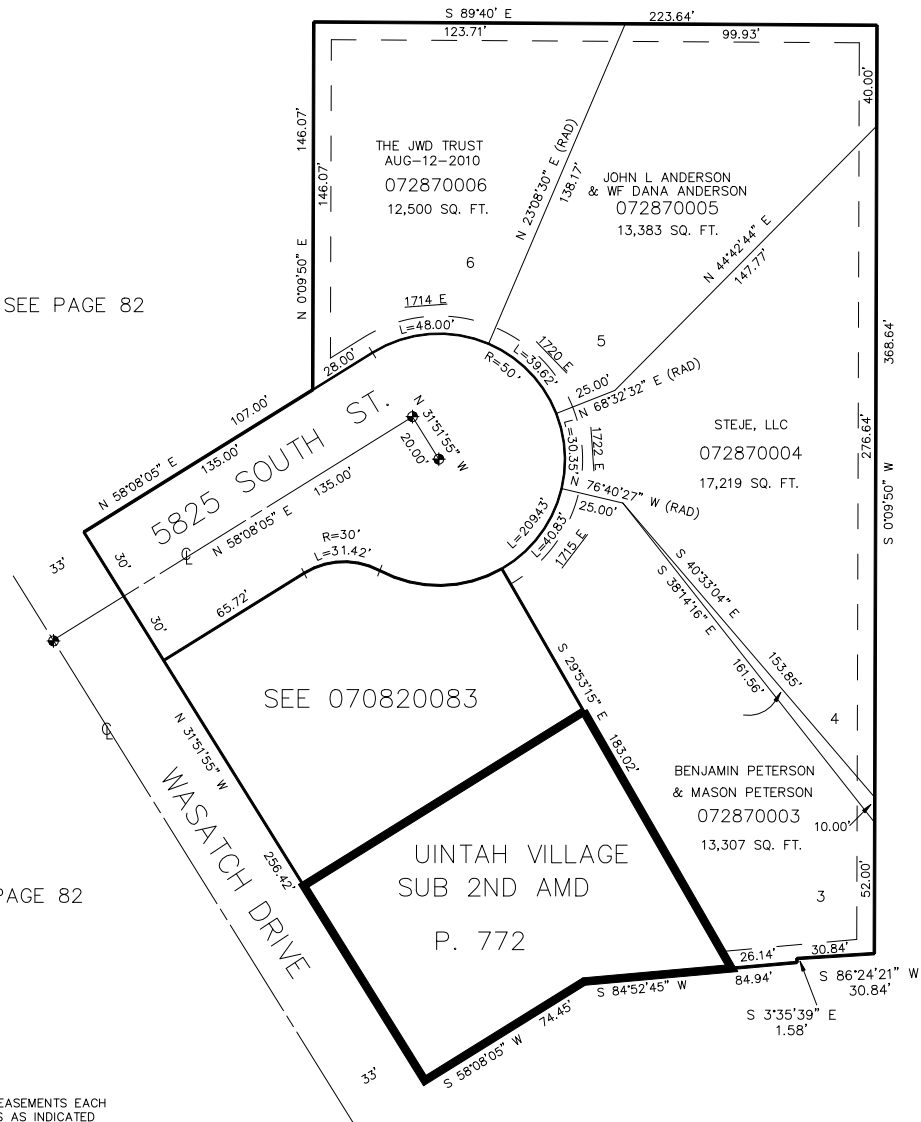 S 89°40' E
223.64'
123.71'
99.93'
40.00'
146.07'
146.07'
N 0°09'50" E
THE JWD TRUST
AUG-12-2010
072870006
12,500 SQ. FT.
6
N 23°08'30" E (RAD)
138.17'
JOHN L ANDERSON
& WF DANA ANDERSON
072870005
13,383 SQ. FT.
5
N 44°42'44" E
147.77'
SEE PAGE 82
1714 E
L=48.00'
28.00'
R=50'
1720 E
L=39.62'
25.00'
N 68°32'32" E (RAD)
368.64'
276.64'
S 0°09'50" W
STEJE, LLC
072870004
17,219 SQ. FT.
107.00'
N 58°08'05" E
135.00'
5825 SOUTH ST.
N 31°51'55" W
20.00'
135.00'
N 58°08'05" E
L=30.35'
1722 E
N 76°40'27" W (RAD)
25.00'
L=209.43'
L=40.83'
1715 E
R=30'
L=31.42'
33'
30'
30'
65.72'
S 40°33'04" E
153.85'
S 38°14'16" E
161.56'
4
SEE 070820083
S 29°53'15" E
183.02'
N 31°51'55" W
256.42'
WASATCH DRIVE
BENJAMIN PETERSON
& MASON PETERSON
072870003
13,307 SQ. FT.
10.00'
52.00'
3
UINTAH VILLAGE
SUB 2ND AMD
P. 772
PAGE 82
26.14'
30.84'
84.94'
S 86°24'21" W
30.84'
S 3°35'39" E
1.58'
S 84°52'45" W
74.45'
S 58°08'05" W
33'
EASEMENTS EACH
S AS INDICATED